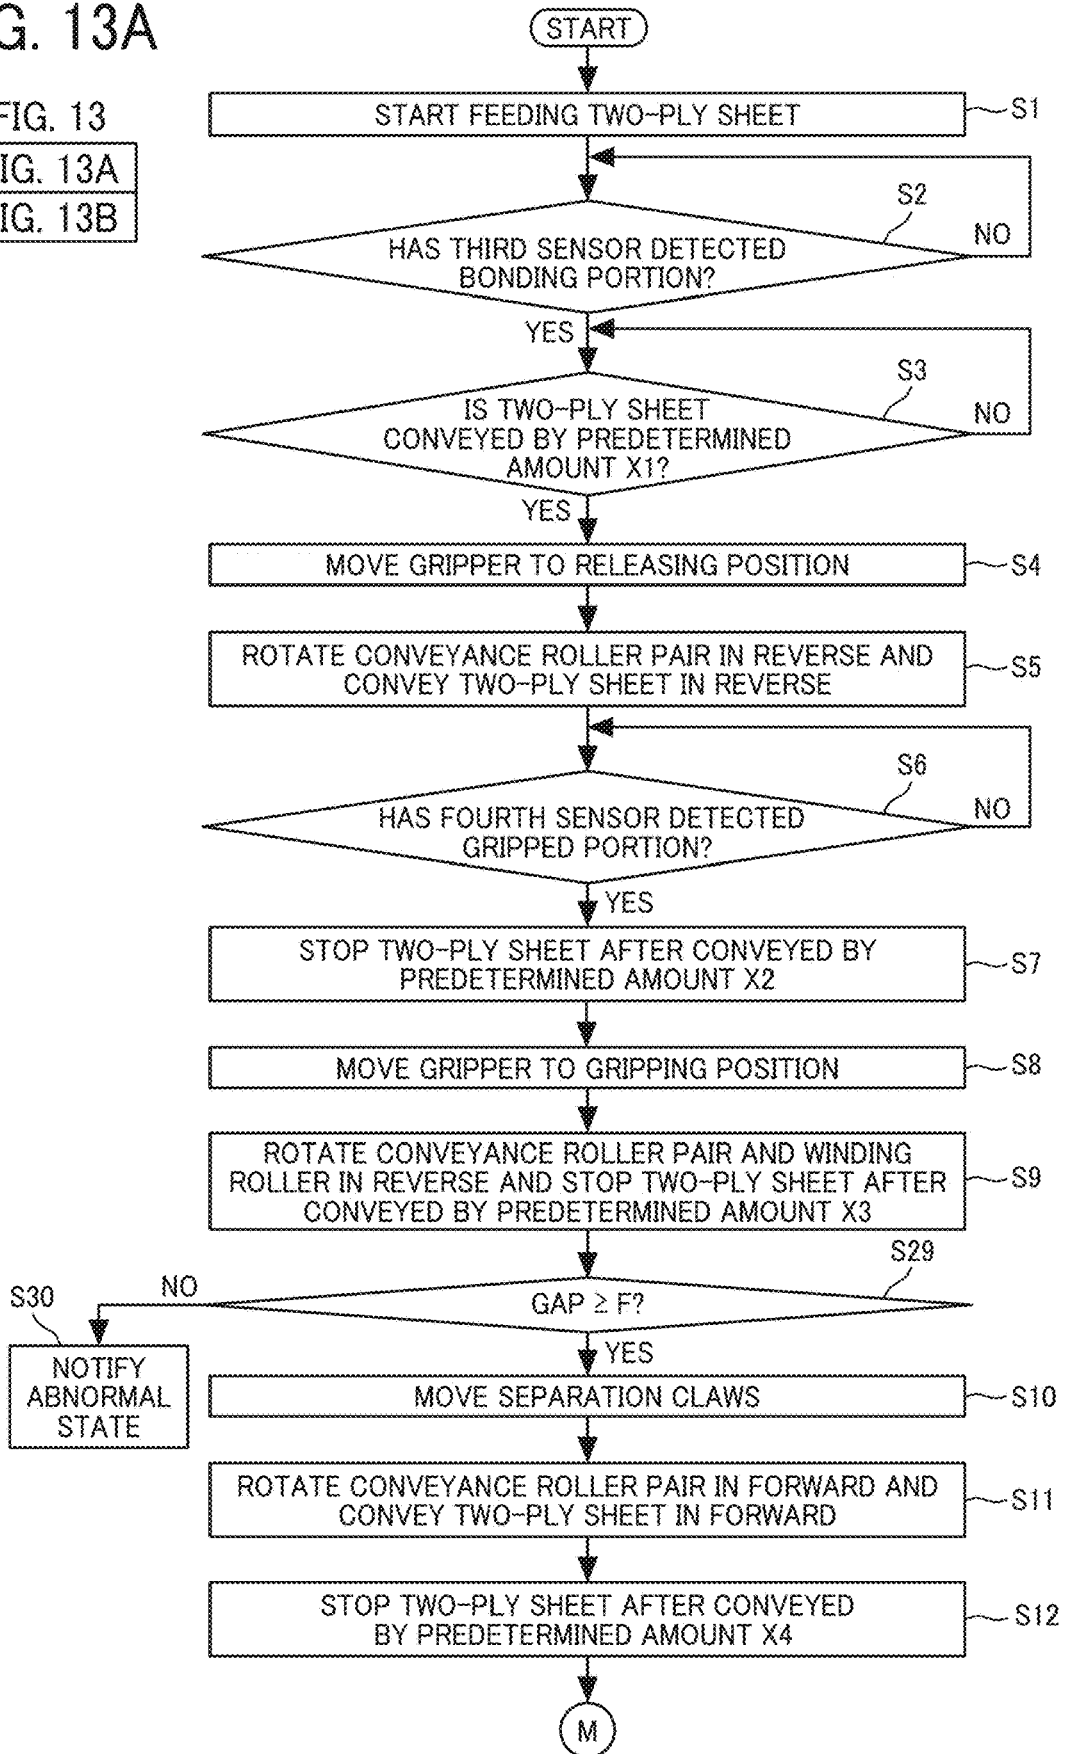 G. 13A
FIG. 13
IG. 13A
IG. 13B
START
START FEEDING TWO-PLY SHEET
S1
S2
HAS THIRD SENSOR DETECTED
BONDING PORTION?
NO
YES
S3
IS TWO-PLY SHEET
CONVEYED BY PREDETERMINED
AMOUNT X1?
NO
YES
MOVE GRIPPER TO RELEASING POSITION
S4
ROTATE CONVEYANCE ROLLER PAIR IN REVERSE AND
CONVEY TWO-PLY SHEET IN REVERSE
S5
S6
HAS FOURTH SENSOR DETECTED
GRIPPED PORTION?
NO
YES
STOP TWO-PLY SHEET AFTER CONVEYED BY
PREDETERMINED AMOUNT X2
S7
MOVE GRIPPER TO GRIPPING POSITION
S8
ROTATE CONVEYANCE ROLLER PAIR AND WINDING
ROLLER IN REVERSE AND STOP TWO-PLY SHEET AFTER
CONVEYED BY PREDETERMINED AMOUNT X3
S9
S29
GAP ≥ F?
NO
S30
NOTIFY
ABNORMAL
STATE
YES
MOVE SEPARATION CLAWS
S10
ROTATE CONVEYANCE ROLLER PAIR IN FORWARD AND
CONVEY TWO-PLY SHEET IN FORWARD
S11
STOP TWO-PLY SHEET AFTER CONVEYED
BY PREDETERMINED AMOUNT X4
S12
M